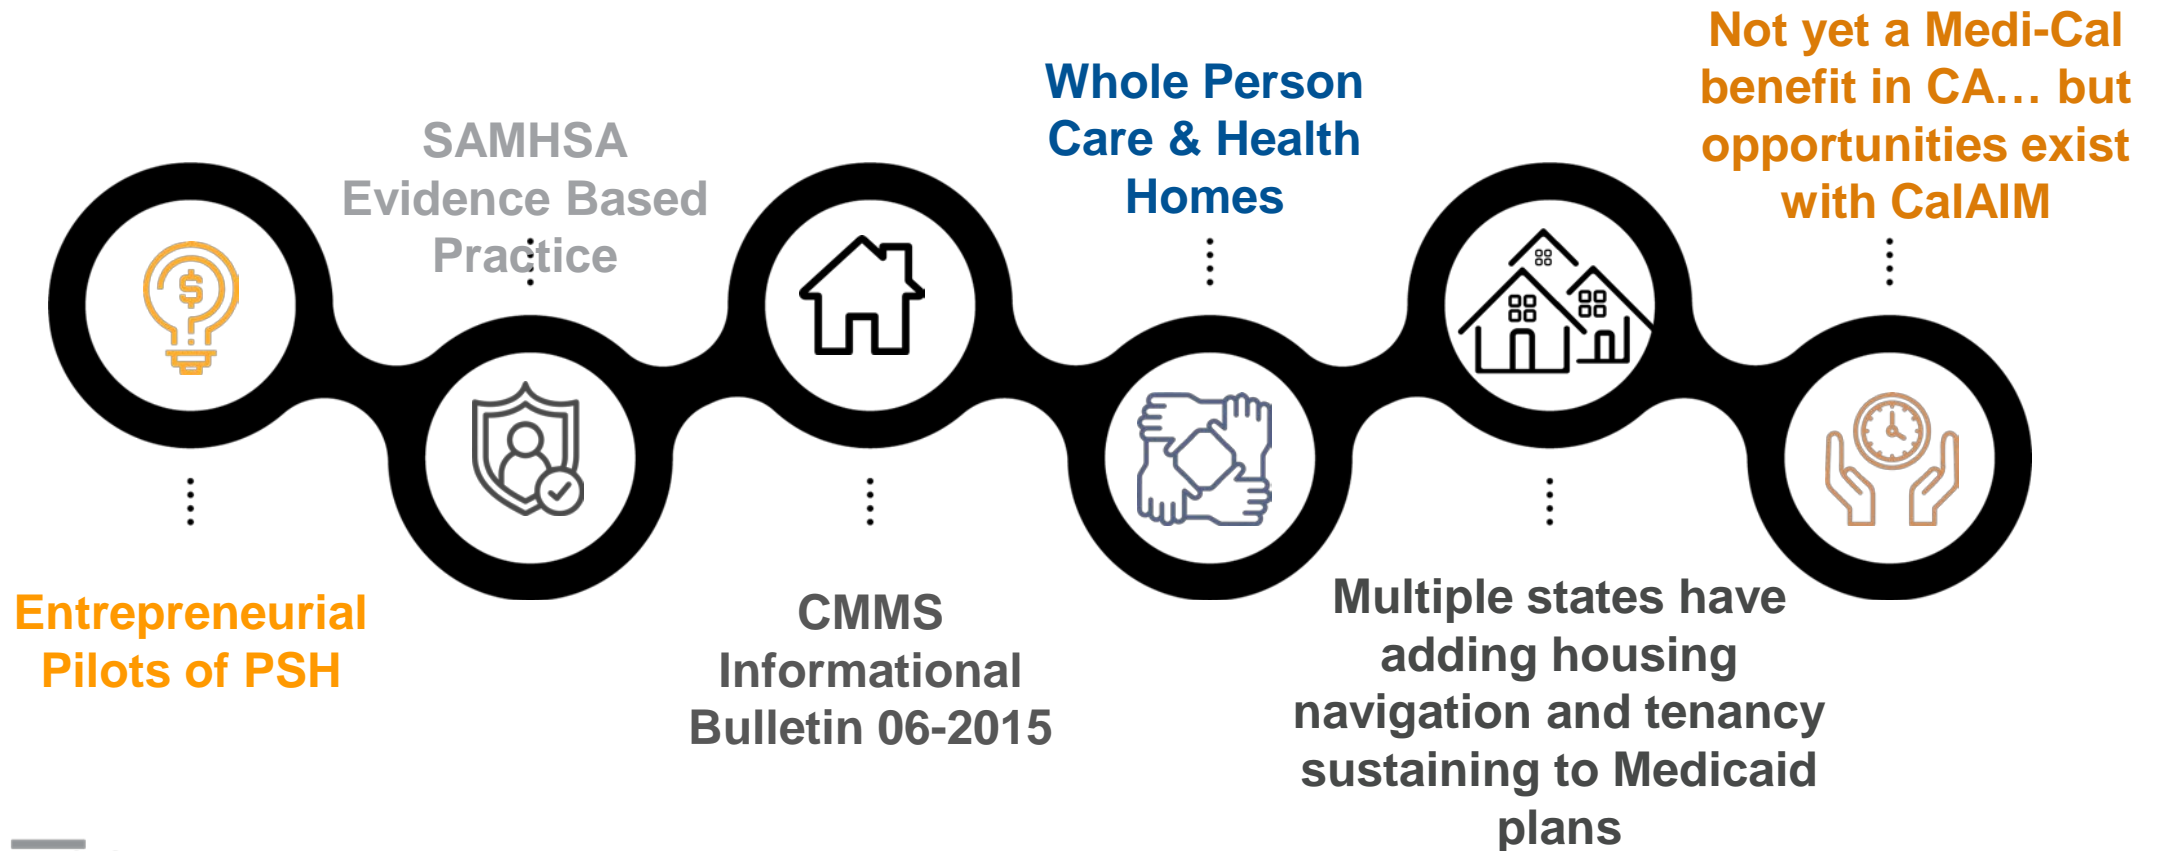 Entrepreneurial
Pilots of PSH
SAMHSA
Evidence Based
Practice
CMMS
Informational
Bulletin 06-2015
Whole Person
Care & Health
Homes
Multiple states have
adding housing
navigation and tenancy
sustaining to Medicaid
plans
Not yet a Medi-Cal
benefit in CA... but
opportunities exist
with CalAIM
$